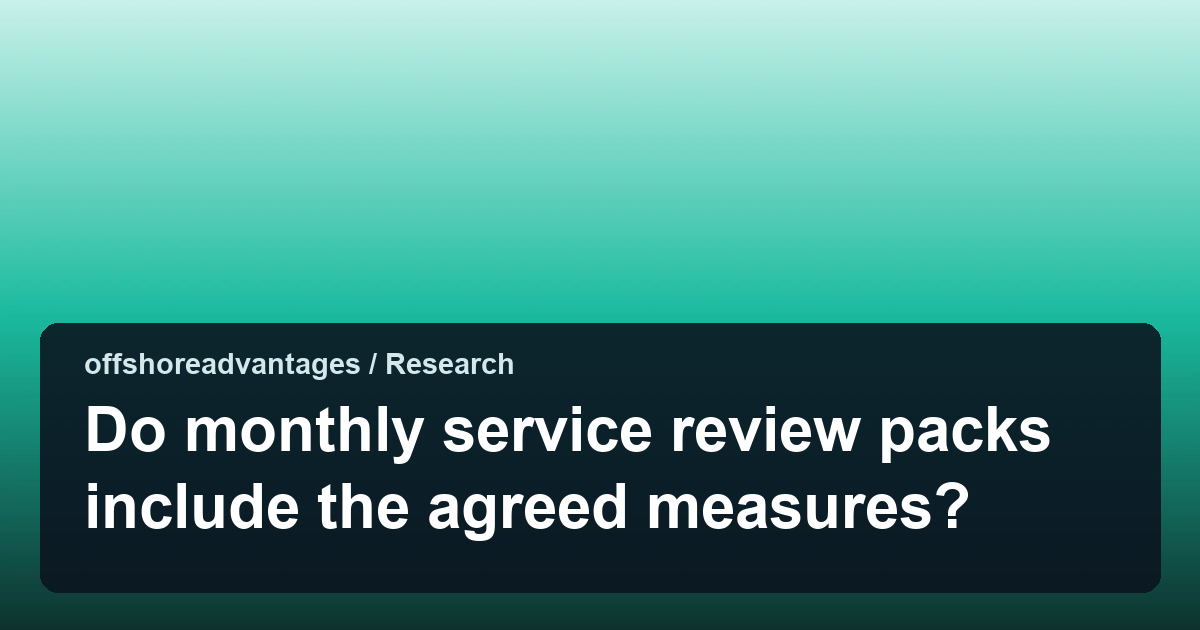 offshoreadvantages / Research
Do monthly service review packs
include the agreed measures?